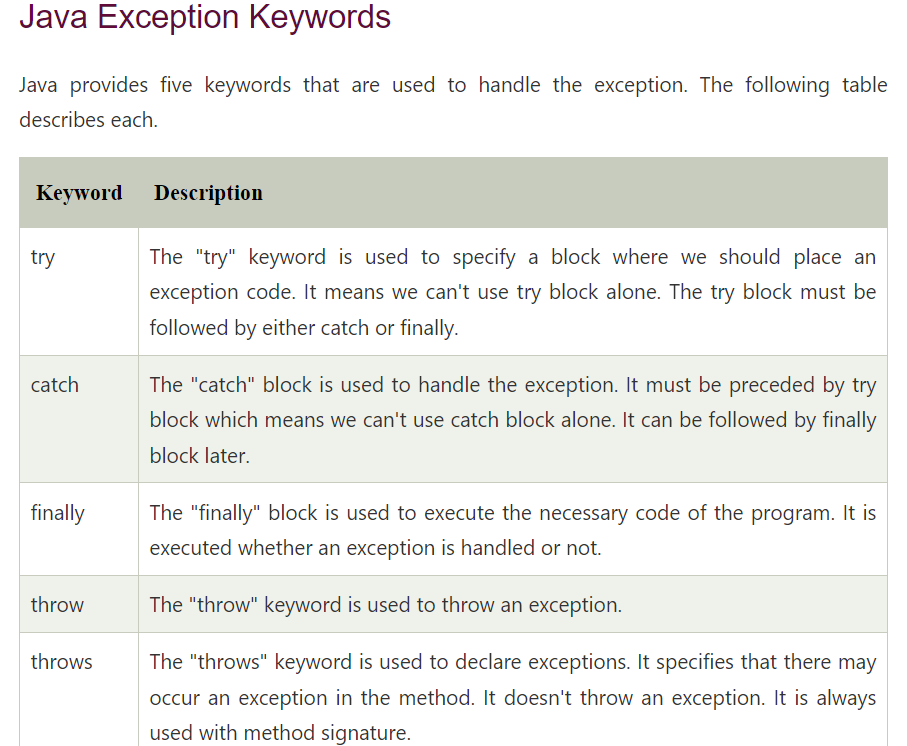 Java Exception Keywords
Java provides five keywords that are used to handle the exception. The following table
describes each.
Keyword Description
try
The "try" keyword is used to specify a block where we should place an
exception code. It means we can't use try block alone. The try block must be
followed by either catch or finally.
catch
The "catch" block is used to handle the exception. It must be preceded by try
block which means we can't use catch block alone. It can be followed by finally
block later.
finally
The "finally" block is used to execute the necessary code of the program. It is
executed whether an exception is handled or not.
throw
The "throw" keyword is used to throw an exception.
throws
The "throws" keyword is used to declare exceptions. It specifies that there may
occur an exception in the method. It doesn't throw an exception. It is always
used with method signature.